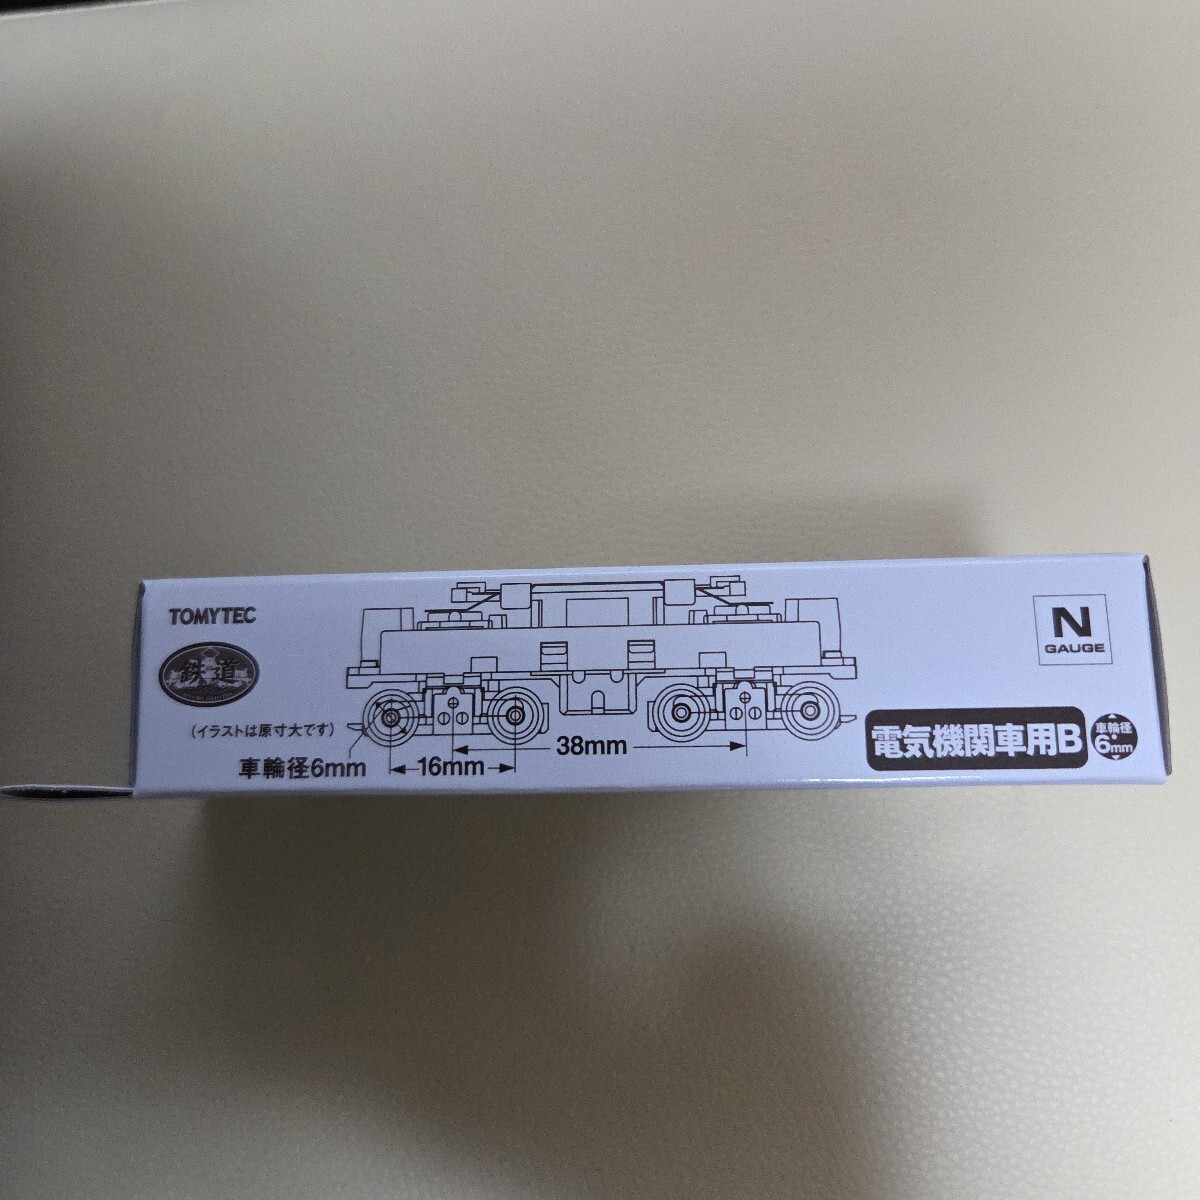 TOMYTEC
鉄道
(イラストは原寸大です)
車輪径6mm
16mm
38mm
N
GAUGE
電気機関車用B
車輪径
6mm